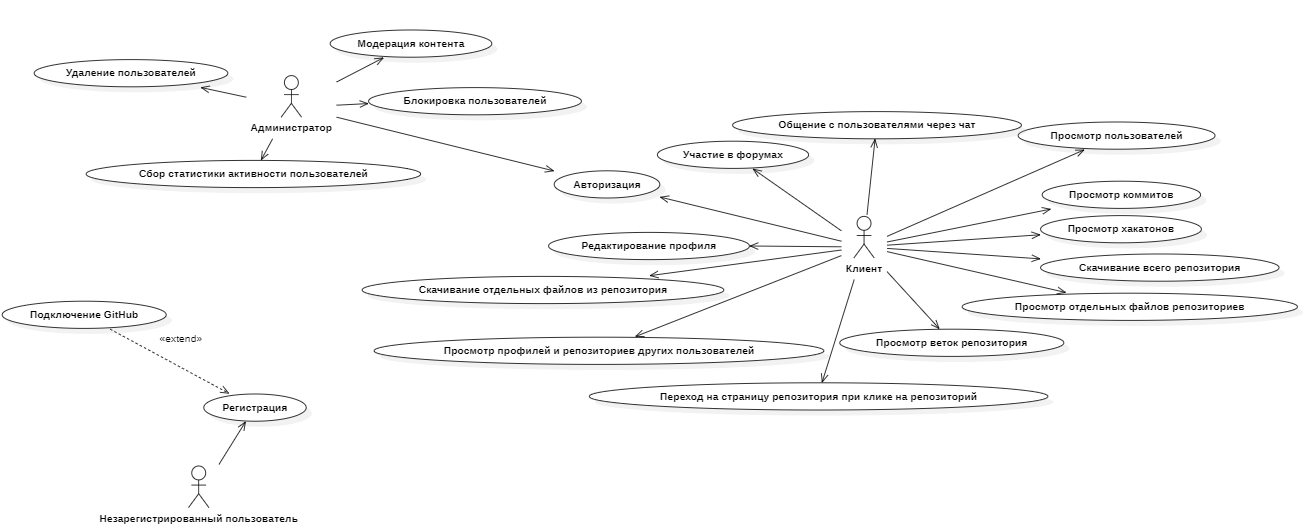 Модерация контента
Удаление пользователей
Блокировка пользователей
Администратор
Общение с пользователями через чат
Просмотр пользователей
Участие в форумах
Сбор статистики активности пользователей
Авторизация
Просмотр коммитов
Просмотр хакатонов
Редактирование профиля
Клиент
Скачивание всего репозитория
Скачивание отдельных файлов из репозитория
Просмотр отдельных файлов репозиториев
Подключение GitHub
«extend»
Просмотр веток репозитория
Просмотр профилей и репозиториев других пользователей
Переход на страницу репозитория при клике на репозиторий
Регистрация
Незарегистрированный пользователь